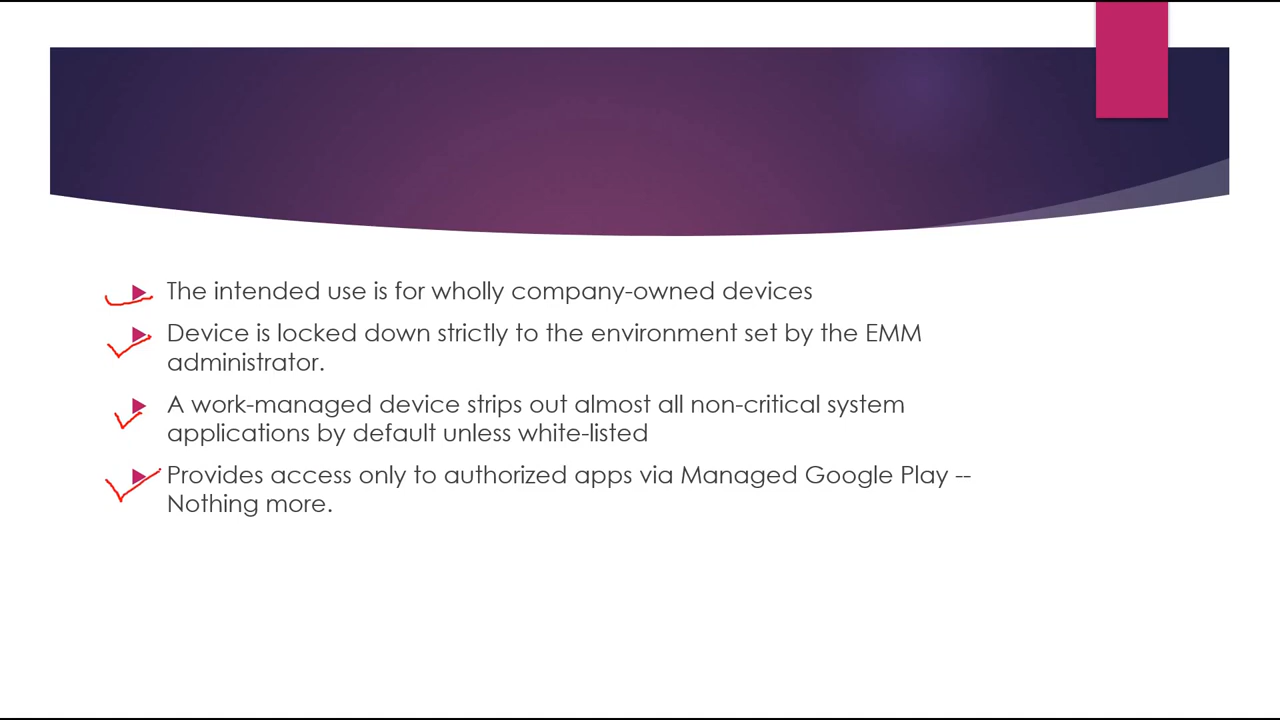 The intended use is for wholly company-owned devices
Device is locked down strictly to the environment set by the EMM
administrator.
A work-managed device strips out almost all non-critical system
applications by default unless white-listed
Provides access only to authorized apps via Managed Google Play --
Nothing more.